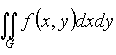 ∬_G f(x, y)dxdy